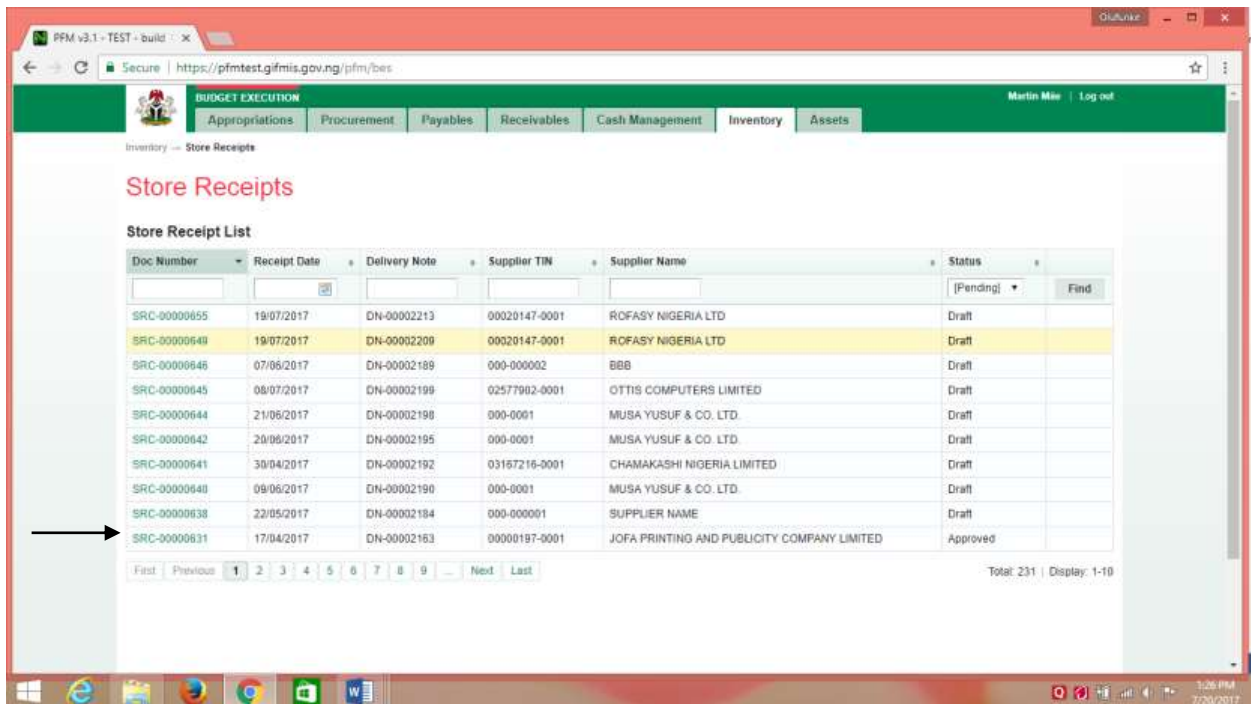 Olufunke
PFM v3.1 - TEST - build
Secure | https://pfmtest.gifmis.gov.ng/pfm/bes
BUDGET EXECUTION
Martin Mile | Log out
Appropriations Procurement Payables Receivables Cash Management Inventory Assets
Inventory — Store Receipts
Store Receipts
Store Receipt List
Doc Number Receipt Date Delivery Note Supplier TIN Supplier Name Status
[Pending] Find
SRC-00000655 19/07/2017 DN-00002213 00020147-0001 ROFASY NIGERIA LTD Draft
SRC-00000649 19/07/2017 DN-00002209 00020147-0001 ROFASY NIGERIA LTD Draft
SRC-00000646 07/06/2017 DN-00002189 000-000002 BBB Draft
SRC-00000645 08/07/2017 DN-00002199 02577902-0001 OTTIS COMPUTERS LIMITED Draft
SRC-00000644 21/06/2017 DN-00002198 000-0001 MUSA YUSUF & CO. LTD. Draft
SRC-00000642 20/06/2017 DN-00002195 000-0001 MUSA YUSUF & CO. LTD. Draft
SRC-00000641 30/04/2017 DN-00002192 03167216-0001 CHAMAKASHI NIGERIA LIMITED Draft
SRC-00000640 09/06/2017 DN-00002190 000-0001 MUSA YUSUF & CO. LTD. Draft
SRC-00000638 22/05/2017 DN-00002184 000-000001 SUPPLIER NAME Draft
SRC-00000631 17/04/2017 DN-00002163 00000197-0001 JOFA PRINTING AND PUBLICITY COMPANY LIMITED Approved
First Previous 1 2 3 4 5 6 7 8 9 ... Next Last Total: 231 | Display: 1-10
1:26 PM
7/20/2017